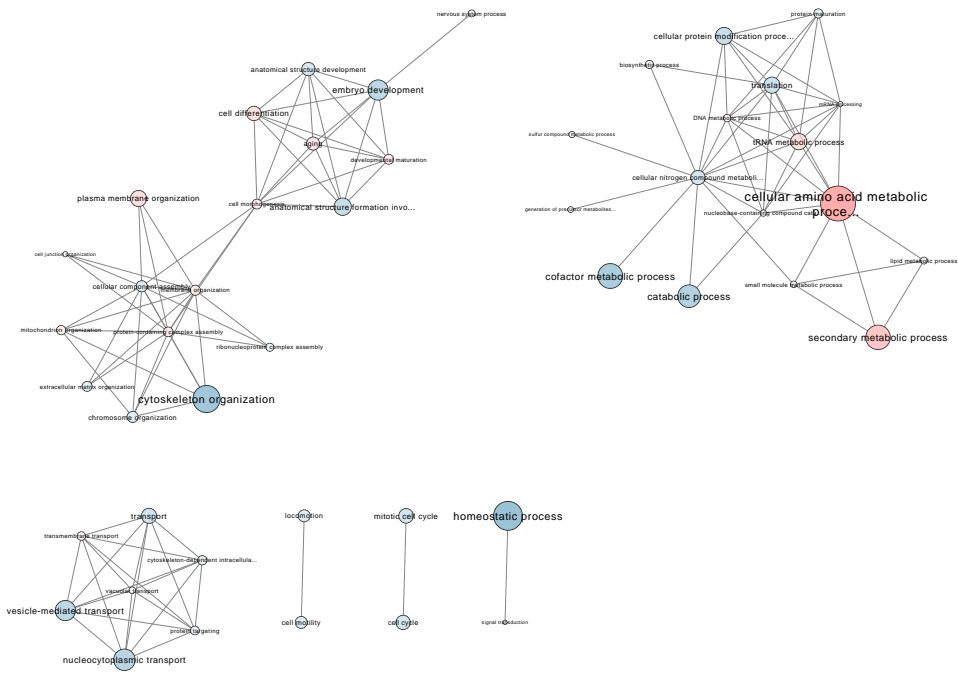 nervous system process
anatomical structure development
embryo development
cell differentiation
aging
developmental maturation
cell morphogenesis
anatomical structure formation invo...
plasma membrane organization
cell junction organization
cellular component assembly
membrane organization
mitochondrion organization
protein-containing complex assembly
ribonucleoprotein complex assembly
extracellular matrix organization
cytoskeleton organization
chromosome organization
protein maturation
cellular protein modification proce...
biosynthetic process
translation
mRNA processing
DNA metabolic process
sulfur compound metabolic process
tRNA metabolic process
cellular nitrogen compound metaboli...
cellular amino acid metabolic
proce...
generation of precursor metabolites...
nucleobase-containing compound cata...
lipid metabolic process
cofactor metabolic process
small molecule metabolic process
catabolic process
secondary metabolic process
transport
transmembrane transport
cytoskeleton-dependent intracellula...
vacuolar transport
vesicle-mediated transport
protein targeting
nucleocytoplasmic transport
locomotion
cell motility
mitotic cell cycle
cell cycle
homeostatic process
signal transduction